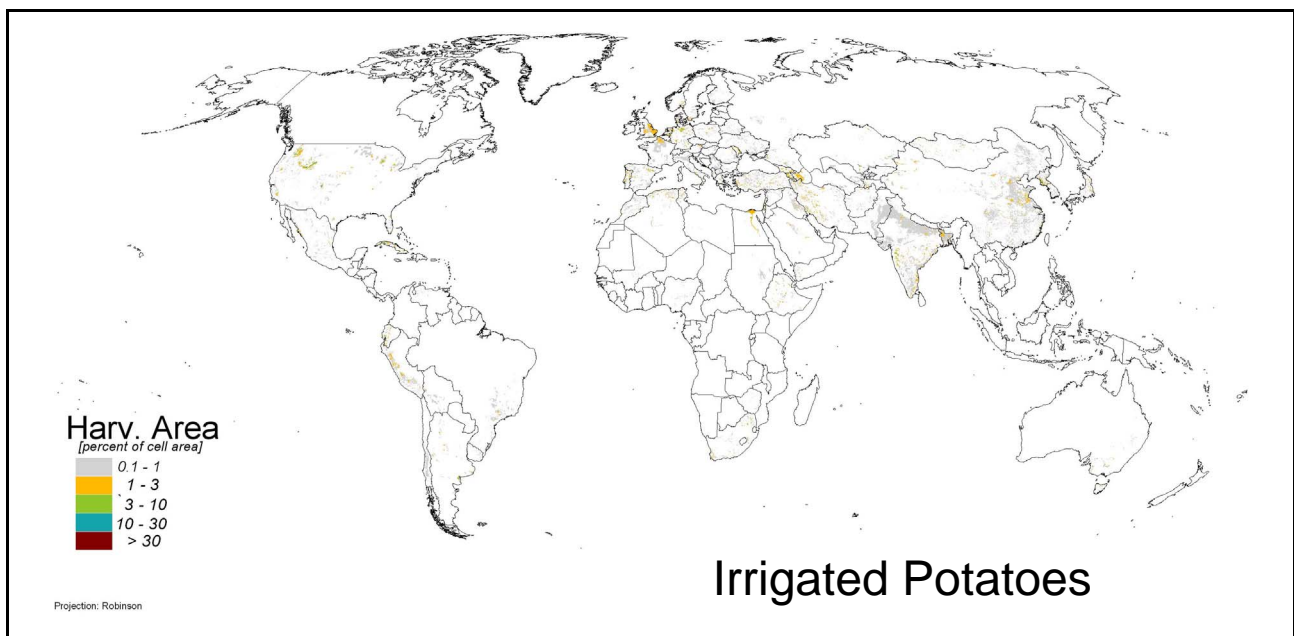 Harv. Area
[percent of cell area]
0.1 - 1
1 - 3
3 - 10
10 - 30
> 30
Irrigated Potatoes
Projection: Robinson